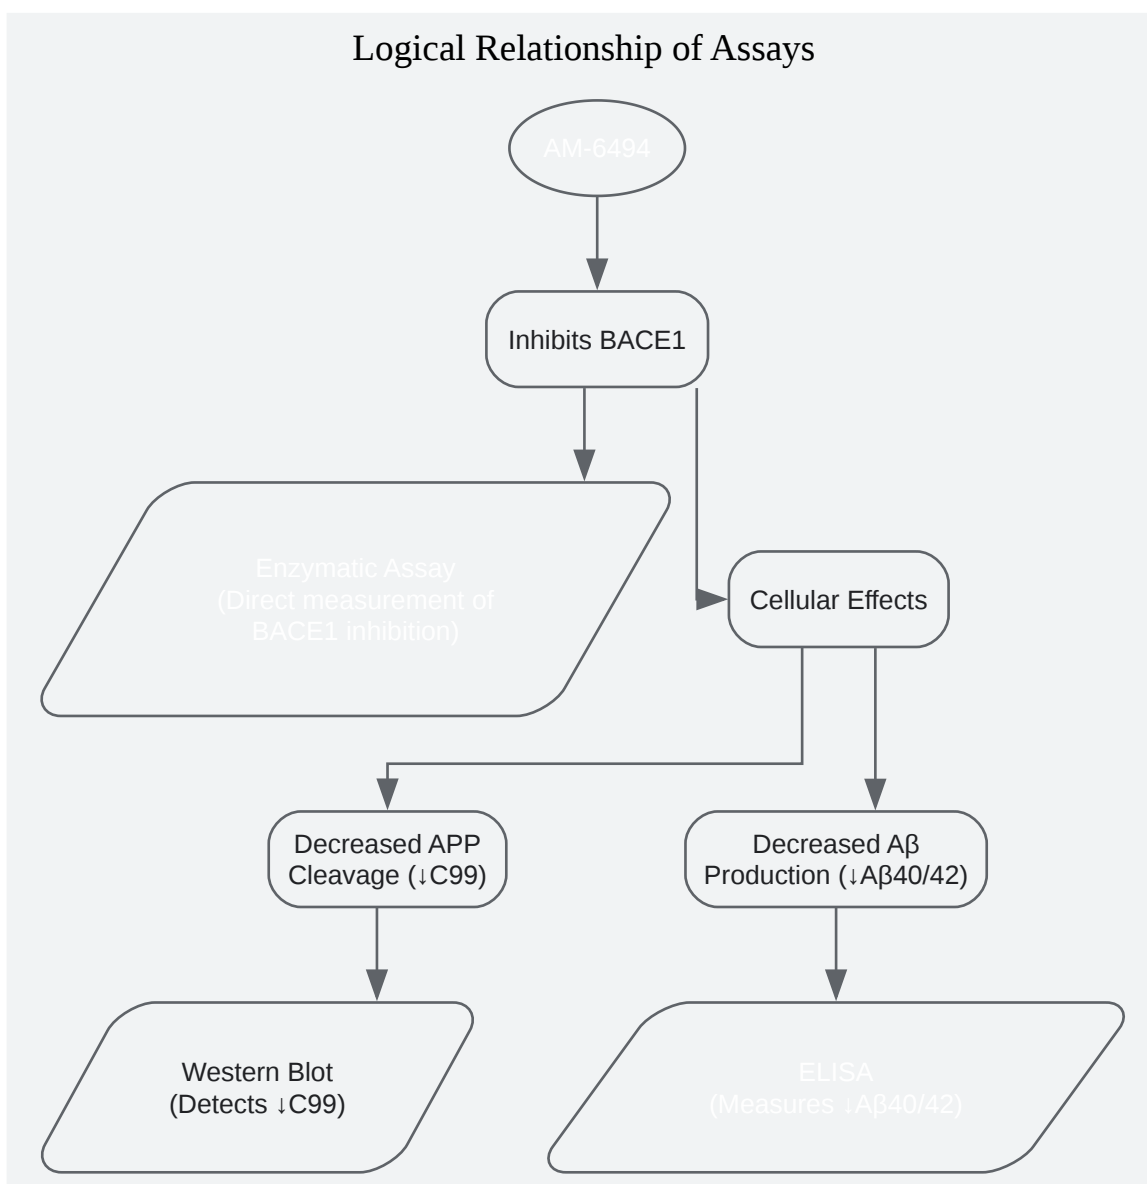 Logical Relationship of Assays
AM-6494
Inhibits BACE1
Enzymatic Assay
(Direct measurement of
BACE1 inhibition)
Cellular Effects
Decreased APP
Cleavage (↓C99)
Decreased Aβ
Production (↓Aβ40/42)
Western Blot
(Detects ↓C99)
ELISA
(Measures ↓Aβ40/42)